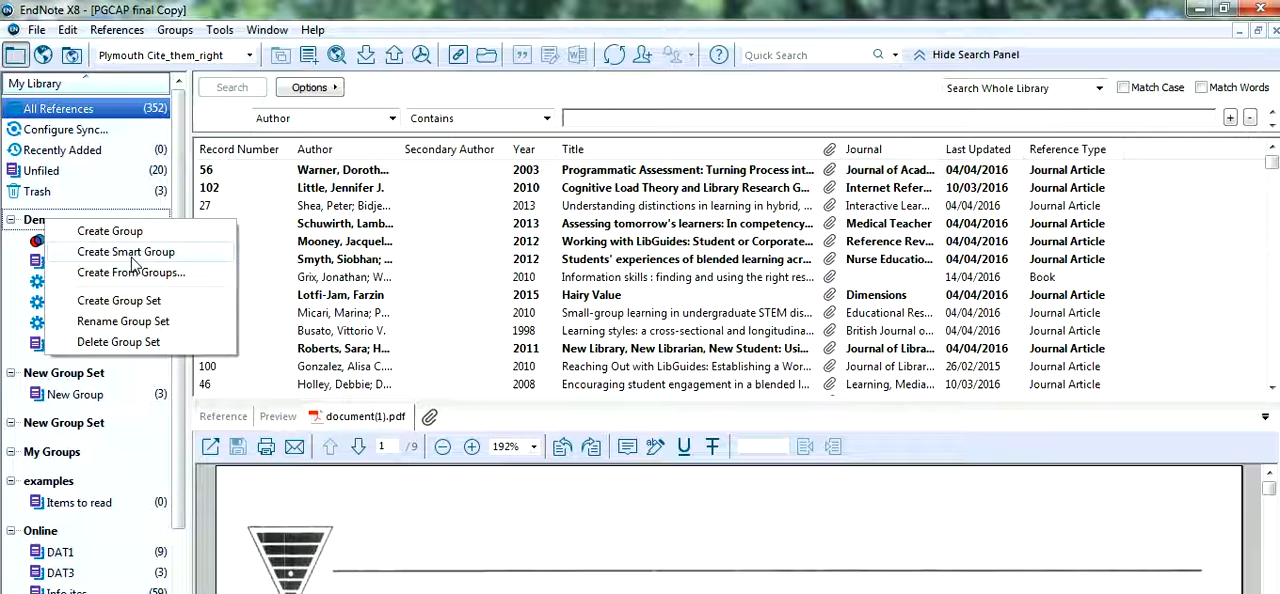 EndNote X8 - [PGCAP final Copy]
File Edit References Groups Tools Window Help
Plymouth Cite_them_right Quick Search Hide Search Panel
My Library
All References (352)
Configure Sync...
Recently Added (0)
Unfiled (20)
Trash (3)
Create Group
Create Smart Group
Create From Groups...
Create Group Set
Rename Group Set
Delete Group Set
New Group Set
New Group (3)
New Group Set
My Groups
examples
Items to read (0)
Online
DAT1 (9)
DAT3 (3)
Search Options Search Whole Library Match Case Match Words
Author Contains + -
Record Number Author Secondary Author Year Title Journal Last Updated Reference Type
56 Warner, Doroth... 2003 Programmatic Assessment: Turning Process int... Journal of Acad... 04/04/2016 Journal Article
102 Little, Jennifer J. 2010 Cognitive Load Theory and Library Research G... Internet Refer... 10/03/2016 Journal Article
27 Shea, Peter; Bidje... 2013 Understanding distinctions in learning in hybrid, ... Interactive Lear... 04/04/2016 Journal Article
Schuwirth, Lamb... 2013 Assessing tomorrow's learners: In competency... Medical Teacher 04/04/2016 Journal Article
Mooney, Jacquel... 2012 Working with LibGuides: Student or Corporate... Reference Rev... 04/04/2016 Journal Article
Smyth, Siobhan; ... 2012 Students' experiences of blended learning acr... Nurse Educatio... 04/04/2016 Journal Article
Grix, Jonathan; W... 2010 Information skills : finding and using the right res... 14/04/2016 Book
Lotfi-Jam, Farzin 2015 Hairy Value Dimensions 04/04/2016 Journal Article
Micari, Marina; P... 2010 Small-group learning in undergraduate STEM dis... Educational Res... 04/04/2016 Journal Article
Busato, Vittorio V. 1998 Learning styles: a cross-sectional and longitudina... British Journal o... 04/04/2016 Journal Article
Roberts, Sara; H... 2011 New Library, New Librarian, New Student: Usi... Journal of Libra... 04/04/2016 Journal Article
100 Gonzalez, Alisa C.... 2010 Reaching Out with LibGuides: Establishing a Wor... Journal of Libra... 26/02/2015 Journal Article
46 Holley, Debbie; D... 2008 Encouraging student engagement in a blended l... Learning, Media... 10/03/2016 Journal Article
Reference Preview document(1).pdf
1 /9 192%